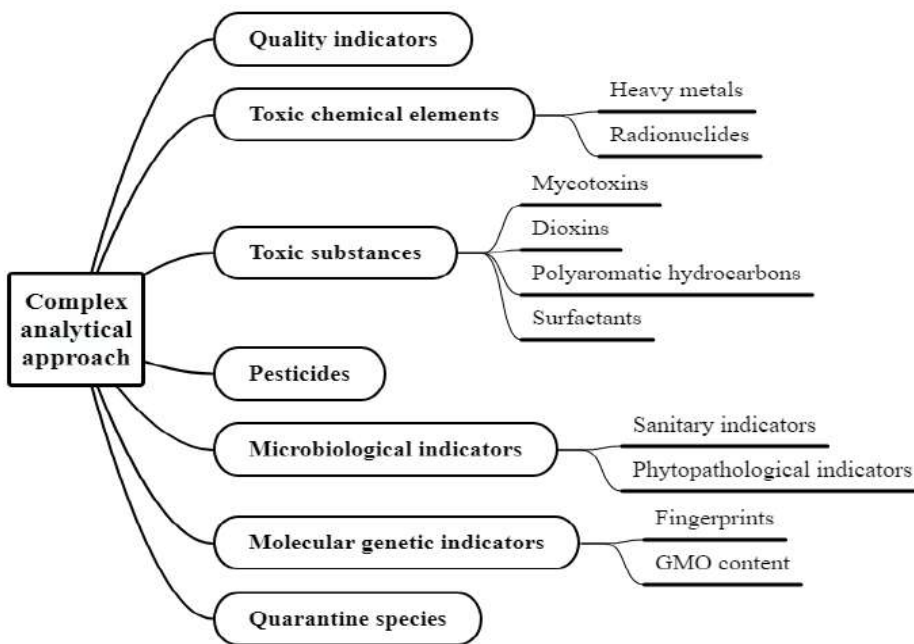 Quality indicators
Toxic chemical elements
Heavy metals
Radionuclides
Mycotoxins
Toxic substances
Dioxins
Polyaromatic hydrocarbons
Surfactants
Complex
analytical
approach
Pesticides
Microbiological indicators
Sanitary indicators
Phytopathological indicators
Molecular genetic indicators
Fingerprints
GMO content
Quarantine species